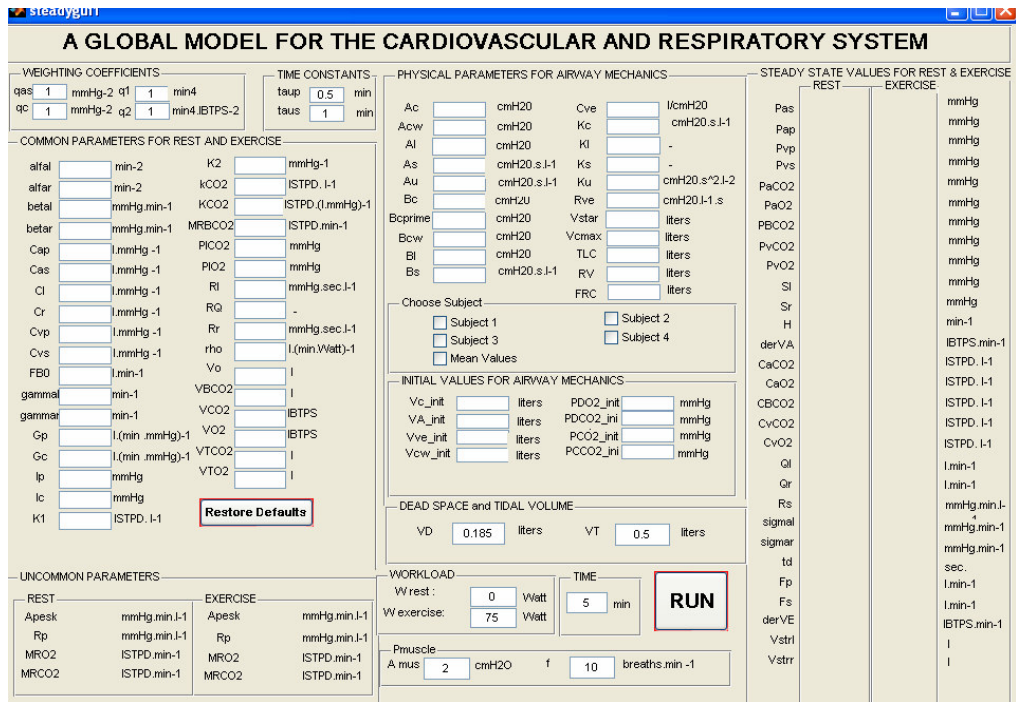 steadygui1
A GLOBAL MODEL FOR THE CARDIOVASCULAR AND RESPIRATORY SYSTEM
WEIGHTING COEFFICIENTS
qas 1 mmHg-2 q1 1 min4
qc 1 mmHg-2 q2 1 min4.lBTPS-2
TIME CONSTANTS
taup 0.5 min
taus 1 min
COMMON PARAMETERS FOR REST AND EXERCISE
alfal min-2
alfar min-2
betal mmHg.min-1
betar mmHg.min-1
Cap l.mmHg -1
Cas l.mmHg -1
Cl l.mmHg -1
Cr l.mmHg -1
Cvp l.mmHg -1
Cvs l.mmHg -1
FB0 l.min-1
gammal min-1
gammar min-1
Gp l.(min .mmHg)-1
Gc l.(min .mmHg)-1
Ip mmHg
Ic mmHg
K1 lSTPD. l-1
K2 mmHg-1
kCO2 lSTPD. l-1
KCO2 lSTPD.(l.mmHg)-1
MRBCO2 lSTPD.min-1
PICO2 mmHg
PIO2 mmHg
Rl mmHg.sec.l-1
RQ -
Rr mmHg.sec.l-1
rho l.(min.Watt)-1
Vo l
VBCO2 l
VCO2 lBTPS
VO2 lBTPS
VTCO2 l
VTO2 l
Restore Defaults
UNCOMMON PARAMETERS
REST
Apesk mmHg.min.l-1
Rp mmHg.min.l-1
MRO2 lSTPD.min-1
MRCO2 lSTPD.min-1
EXERCISE
Apesk mmHg.min.l-1
Rp mmHg.min.l-1
MRO2 lSTPD.min-1
MRCO2 lSTPD.min-1
PHYSICAL PARAMETERS FOR AIRWAY MECHANICS
Ac cmH20
Acw cmH20
Al cmH20
As cmH20.s.l-1
Au cmH20.s.l-1
Bc cmH20
Bcprime cmH20
Bcw cmH20
Bl cmH20
Bs cmH20.s.l-1
Cve l/cmH20
Kc cmH20.s.l-1
Kl -
Ks -
Ku cmH20.s^2.l-2
Rve cmH20.l-1.s
Vstar liters
Vcmax liters
TLC liters
RV liters
FRC liters
Choose Subject
Subject 1 Subject 2
Subject 3 Subject 4
Mean Values
INITIAL VALUES FOR AIRWAY MECHANICS
Vc_init liters PDO2_init mmHg
VA_init liters PDCO2_ini mmHg
Vve_init liters PCO2_init mmHg
Vcw_init liters PCCO2_ini mmHg
DEAD SPACE and TIDAL VOLUME
VD 0.185 liters VT 0.5 liters
WORKLOAD
W rest : 0 Watt
W exercise: 75 Watt
TIME
5 min
RUN
Pmuscle
A mus 2 cmH2O f 10 breaths.min -1
STEADY STATE VALUES FOR REST & EXERCISE
REST EXERCISE
Pas mmHg
Pap mmHg
Pvp mmHg
Pvs mmHg
PaCO2 mmHg
PaO2 mmHg
PBCO2 mmHg
PvCO2 mmHg
PvO2 mmHg
Sl mmHg
Sr mmHg
H min-1
derVA lBTPS.min-1
CaCO2 lSTPD. l-1
CaO2 lSTPD. l-1
CBCO2 lSTPD. l-1
CvCO2 lSTPD. l-1
CvO2 lSTPD. l-1
Ql l.min-1
Qr l.min-1
Rs mmHg.min.l-
sigmal mmHg.min-1
sigmar mmHg.min-1
td sec.
Fp l.min-1
Fs l.min-1
derVE lBTPS.min-1
Vstrl l
Vstrr l